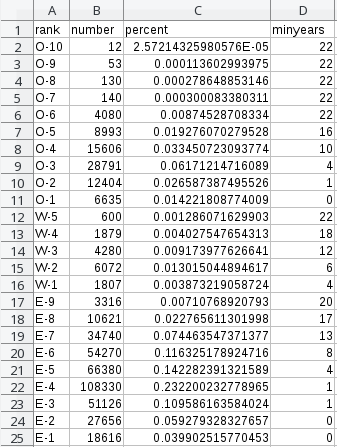 A B C D
1 rank number percent minyears
2 O-10 12 2.57214325980576E-05 22
3 O-9 53 0.000113602993975 22
4 O-8 130 0.000278648853146 22
5 O-7 140 0.000300083380311 22
6 O-6 4080 0.00874528708334 22
7 O-5 8993 0.019276070279528 16
8 O-4 15606 0.033450723093774 10
9 O-3 28791 0.06171214716089 4
10 O-2 12404 0.026587387495526 1
11 O-1 6635 0.014221808774009 0
12 W-5 600 0.001286071629903 22
13 W-4 1879 0.004027547654313 18
14 W-3 4280 0.009173977626641 12
15 W-2 6072 0.013015044894617 6
16 W-1 1807 0.003873219058724 4
17 E-9 3316 0.00710768920793 20
18 E-8 10621 0.022765611301998 17
19 E-7 34740 0.074463547371377 13
20 E-6 54270 0.116325178924716 8
21 E-5 66380 0.142282391321589 4
22 E-4 108330 0.232200232778965 1
23 E-3 51126 0.109586163584024 1
24 E-2 27656 0.059279328327657 0
25 E-1 18616 0.039902515770453 0